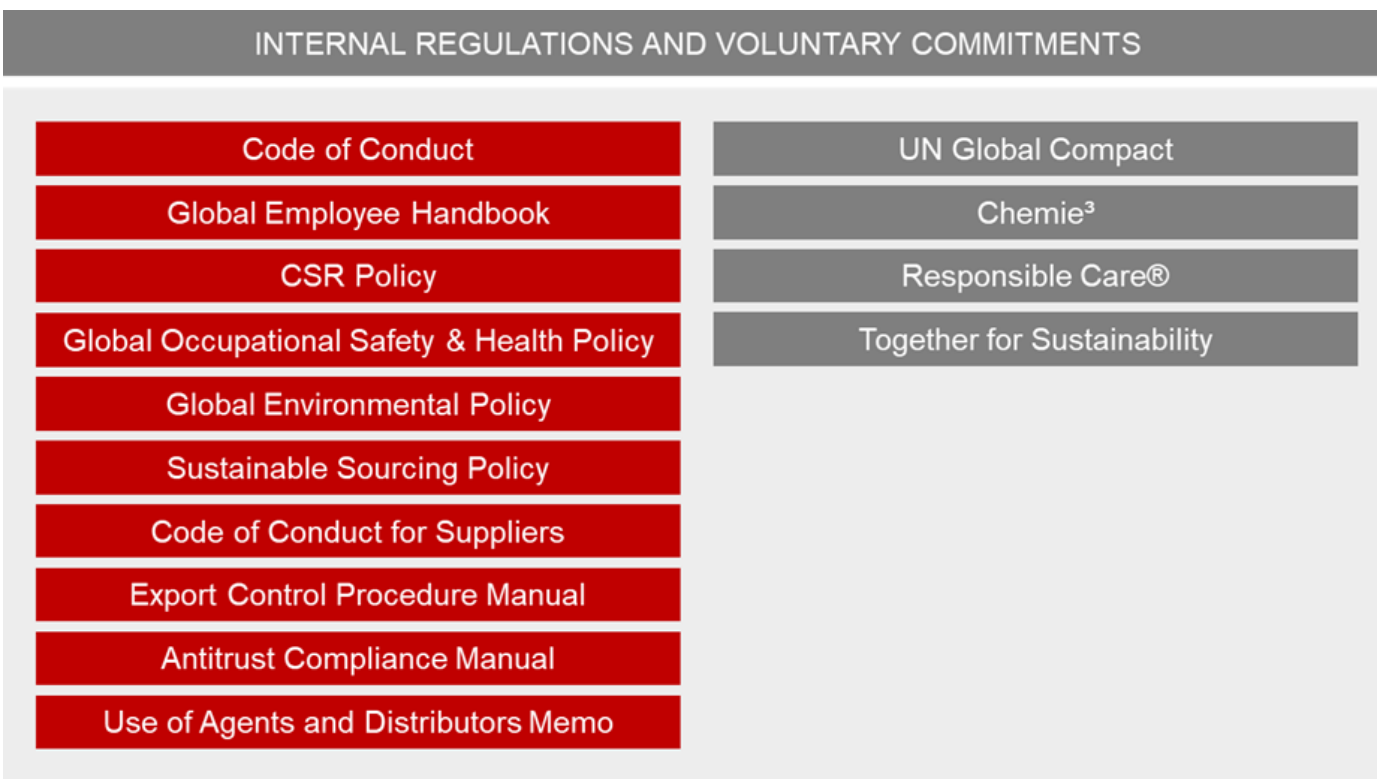 INTERNAL REGULATIONS AND VOLUNTARY COMMITMENTS
Code of Conduct
Global Employee Handbook
CSR Policy
Global Occupational Safety & Health Policy
Global Environmental Policy
Sustainable Sourcing Policy
Code of Conduct for Suppliers
Export Control Procedure Manual
Antitrust Compliance Manual
Use of Agents and Distributors Memo
UN Global Compact
Chemie³
Responsible Care®
Together for Sustainability